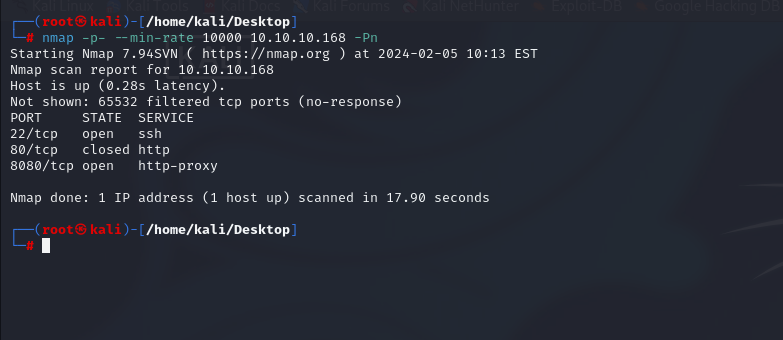 Kali Linux Kali Tools Kali Docs Kali Forums Kali NetHunter Exploit-DB Google Hacking DB
┌──(root㉿kali)-[/home/kali/Desktop]
└─# nmap -p- --min-rate 10000 10.10.10.168 -Pn
Starting Nmap 7.94SVN ( https://nmap.org ) at 2024-02-05 10:13 EST
Nmap scan report for 10.10.10.168
Host is up (0.28s latency).
Not shown: 65532 filtered tcp ports (no-response)
PORT     STATE  SERVICE
22/tcp   open   ssh
80/tcp   closed http
8080/tcp open   http-proxy

Nmap done: 1 IP address (1 host up) scanned in 17.90 seconds

┌──(root㉿kali)-[/home/kali/Desktop]
└─#